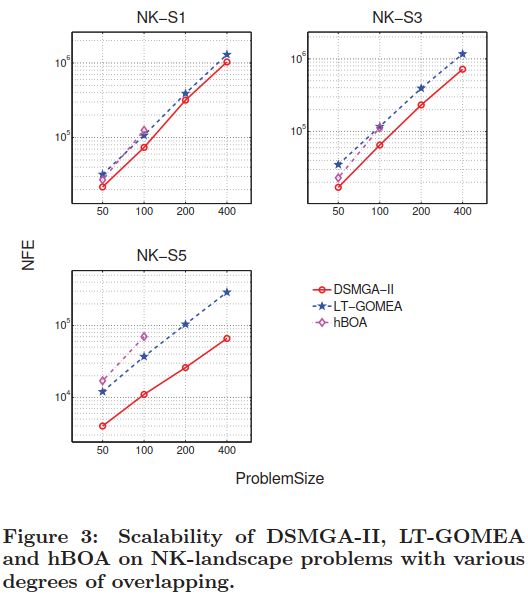 NK–S1
NK–S3
10^6
10^5
50 100 200 400
10^6
10^5
50 100 200 400
NFE
NK–S5
10^5
10^4
50 100 200 400
DSMGA–II
LT–GOMEA
hBOA
ProblemSize
Figure 3: Scalability of DSMGA-II, LT-GOMEA
and hBOA on NK-landscape problems with various
degrees of overlapping.